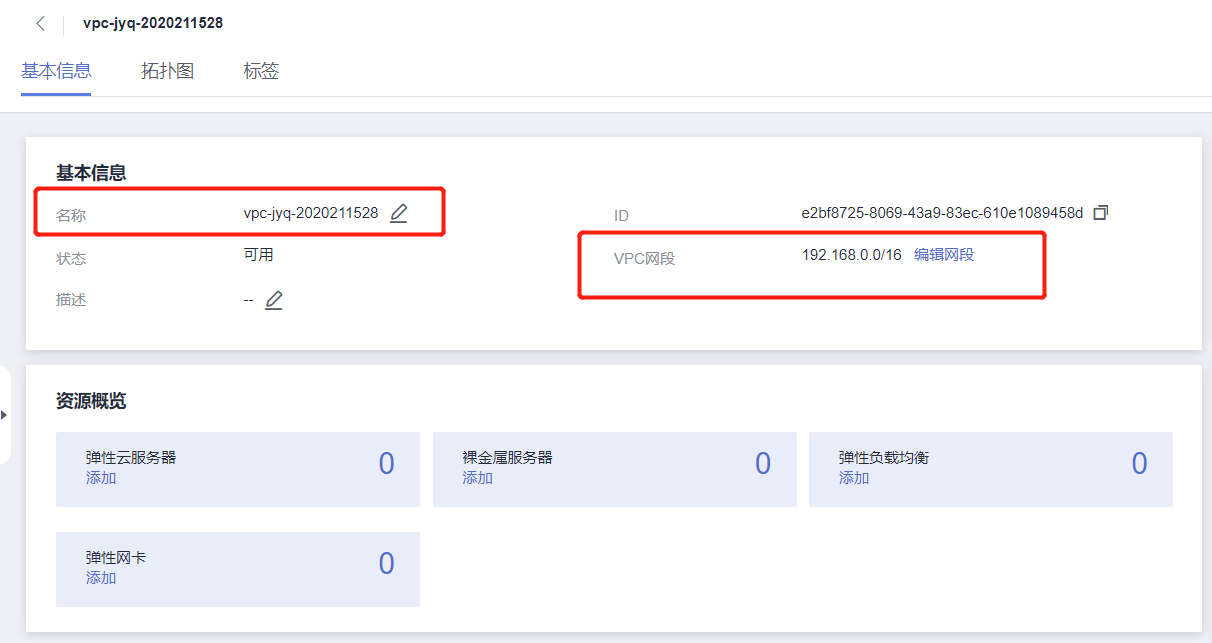 vpc-jyq-2020211528
基本信息 拓扑图 标签
基本信息
名称 vpc-jyq-2020211528
ID e2bf8725-8069-43a9-83ec-610e1089458d
状态 可用
VPC网段 192.168.0.0/16 编辑网段
描述 --
资源概览
弹性云服务器 0
添加
裸金属服务器 0
添加
弹性负载均衡 0
添加
弹性网卡 0
添加